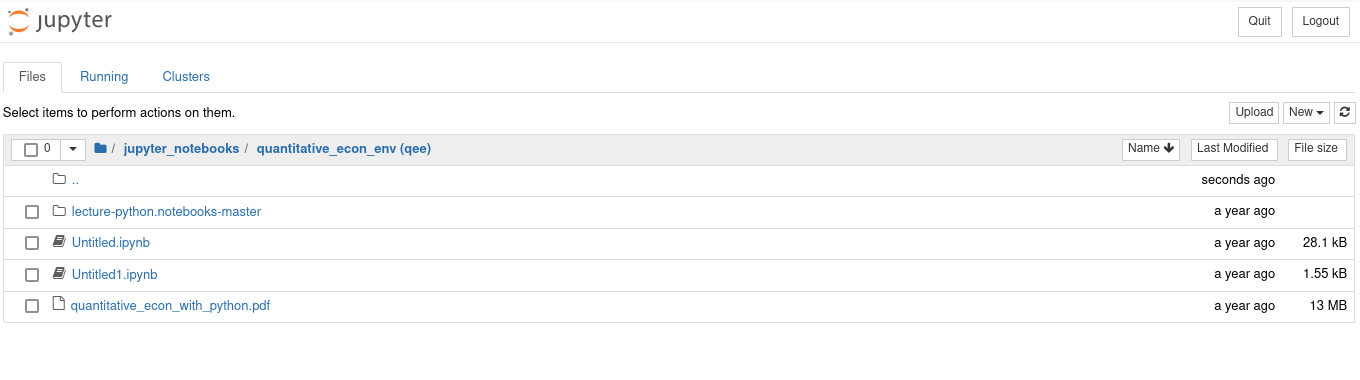 jupyter Quit Logout
Files Running Clusters
Select items to perform actions on them. Upload New
0 / jupyter_notebooks / quantitative_econ_env (qee) Name Last Modified File size
.. seconds ago
lecture-python.notebooks-master a year ago
Untitled.ipynb a year ago 28.1 kB
Untitled1.ipynb a year ago 1.55 kB
quantitative_econ_with_python.pdf a year ago 13 MB